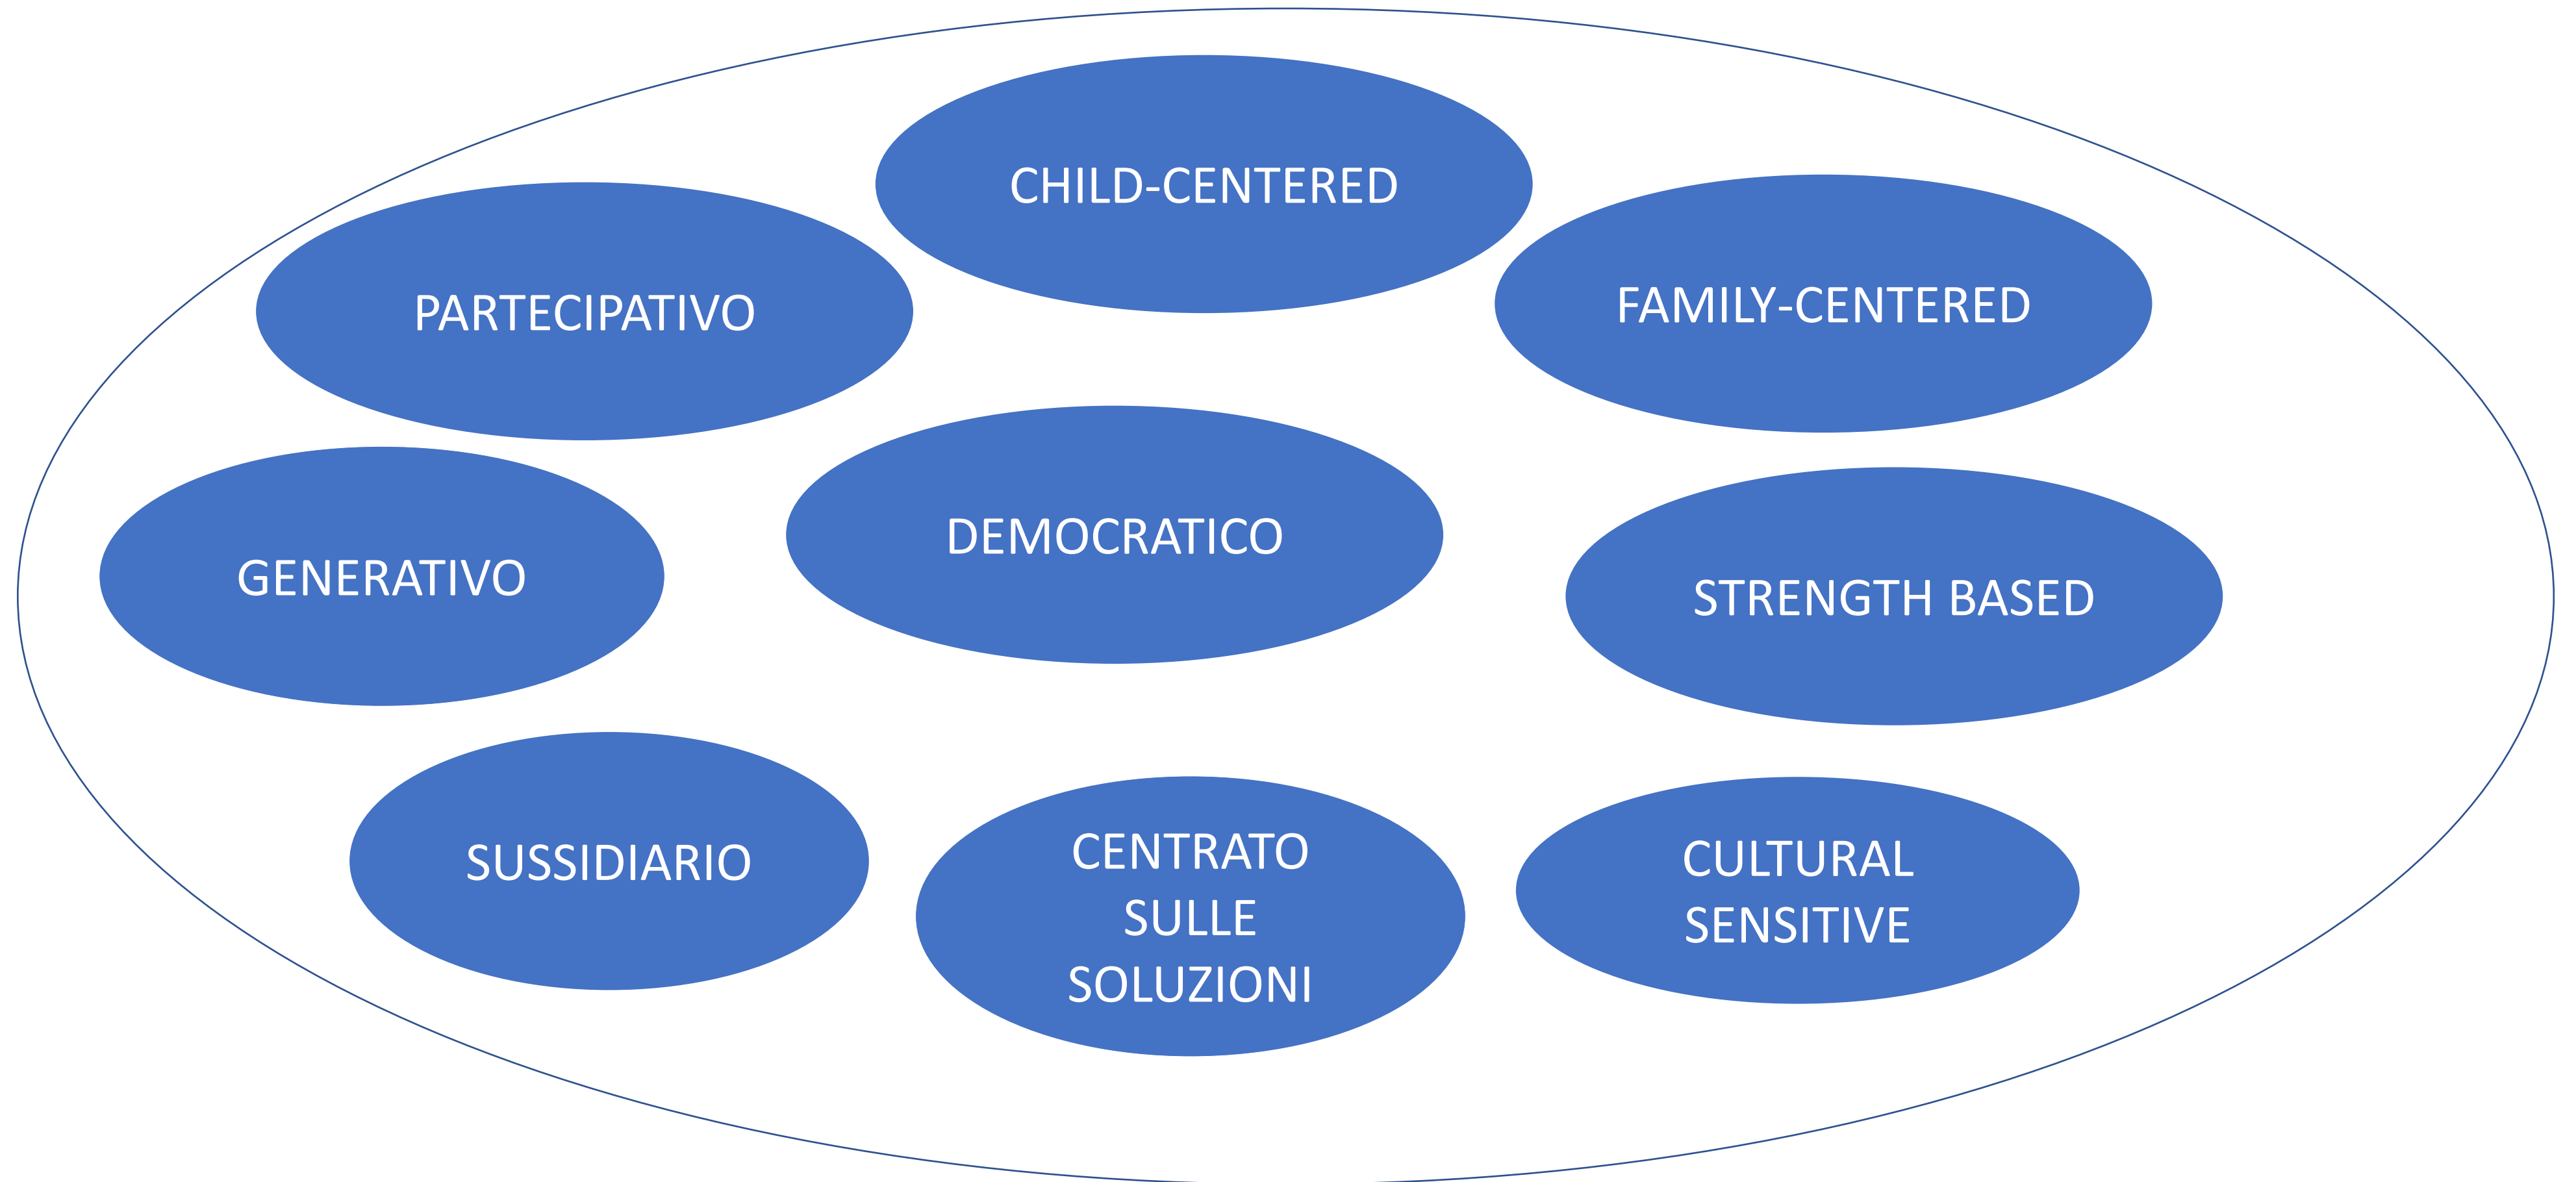 CHILD-CENTERED
PARTECIPATIVO
FAMILY-CENTERED
DEMOCRATICO
GENERATIVO
STRENGTH BASED
SUSSIDIARIO
CENTRATO
SULLE
SOLUZIONI
CULTURAL
SENSITIVE